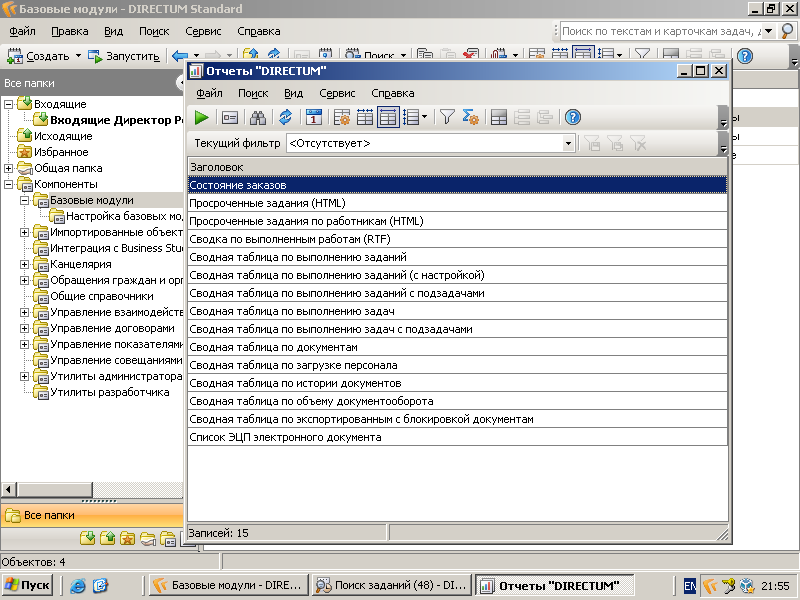 Базовые модули - DIRECTUM Standard
Файл Правка Вид Поиск Сервис Справка
Поиск по текстам и карточкам задач, д
Создать Запустить Поиск
Все папки
Входящие
Входящие Директор Р
Исходящие
Избранное
Общая папка
Компоненты
Базовые модули
Настройка базовых мо
Импортированные объект
Интеграция с Business Stu
Канцелярия
Обращения граждан и орг
Общие справочники
Управление взаимодейств
Управление договорами
Управление показателями
Управление совещаниями
Утилиты администратора
Утилиты разработчика
Все папки
Объектов: 4
Отчеты "DIRECTUM"
Файл Поиск Вид Сервис Справка
Текущий фильтр <Отсутствует>
Заголовок
Состояние заказов
Просроченные задания (HTML)
Просроченные задания по работникам (HTML)
Сводка по выполненным работам (RTF)
Сводная таблица по выполнению заданий
Сводная таблица по выполнению заданий (с настройкой)
Сводная таблица по выполнению заданий с подзадачами
Сводная таблица по выполнению задач
Сводная таблица по выполнению задач с подзадачами
Сводная таблица по документам
Сводная таблица по загрузке персонала
Сводная таблица по истории документов
Сводная таблица по объему документооборота
Сводная таблица по экспортированным с блокировкой документам
Список ЭЦП электронного документа
Записей: 15
ы
ы
е
Пуск Базовые модули - DIRE... Поиск заданий (48) - DI... Отчеты "DIRECTUM" EN 21:55